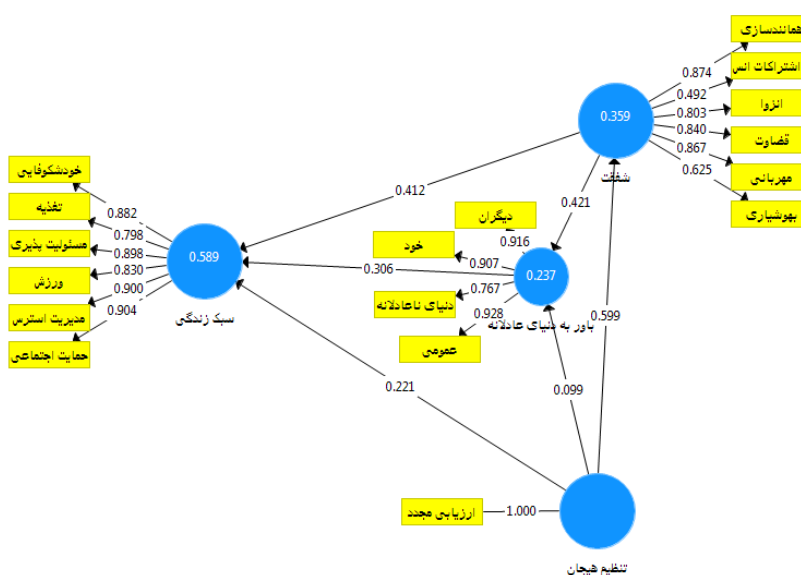 همانندسازی
اشتراکات انس
انزوا
قضاوت
مهربانی
بهوشیاری
0.874
0.492
0.803
0.840
0.867
0.625
0.359
شفقت
خودشکوفایی
تغذیه
مسئولیت پذیری
ورزش
مدیریت استرس
حمایت اجتماعی
0.882
0.798
0.898
0.830
0.900
0.904
0.589
سبک زندگی
0.412
0.421
0.306
دیگران
خود
دنیای ناعادلانه
عمومی
0.916
0.907
0.767
0.928
0.237
باور به دنیای عادلانه
0.599
0.221
0.099
ارزیابی مجدد
1.000
تنظیم هیجان